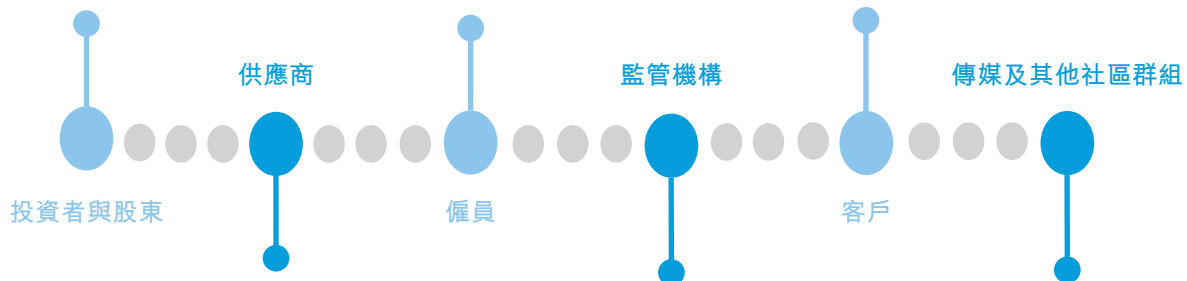 供應商
監管機構
傳媒及其他社區群組
投資者與股東
僱員
客戶